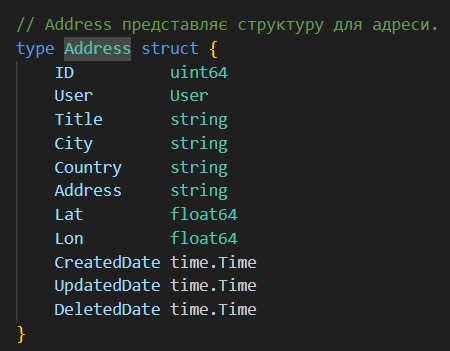 // Address представляє структуру для адреси.
type Address struct {
    ID          uint64
    User        User
    Title       string
    City        string
    Country     string
    Address     string
    Lat         float64
    Lon         float64
    CreatedDate time.Time
    UpdatedDate time.Time
    DeletedDate time.Time
}